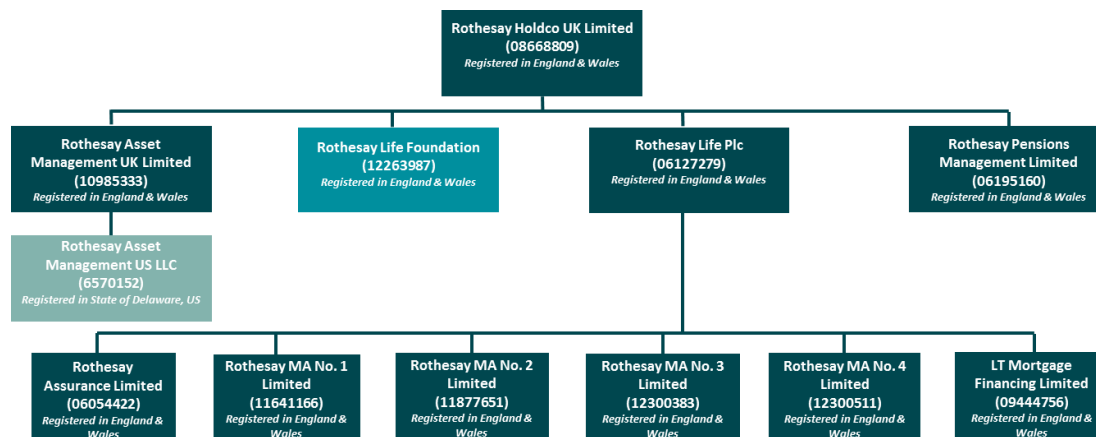 Rothesay Holdco UK Limited
(08668809)
Registered in England & Wales
Rothesay Asset
Management UK Limited
(10985333)
Registered in England & Wales
Rothesay Life Foundation
(12263987)
Registered in England & Wales
Rothesay Life Plc
(06127279)
Registered in England & Wales
Rothesay Pensions
Management Limited
(06195160)
Registered in England & Wales
Rothesay Asset
Management US LLC
(6570152)
Registered in State of Delaware, US
Rothesay
Assurance Limited
(06054422)
Registered in England &
Wales
Rothesay MA No. 1
Limited
(11641166)
Registered in England &
Wales
Rothesay MA No. 2
Limited
(11877651)
Registered in England &
Wales
Rothesay MA No. 3
Limited
(12300383)
Registered in England &
Wales
Rothesay MA No. 4
Limited
(12300511)
Registered in England &
Wales
LT Mortgage
Financing Limited
(09444756)
Registered in England &
Wales